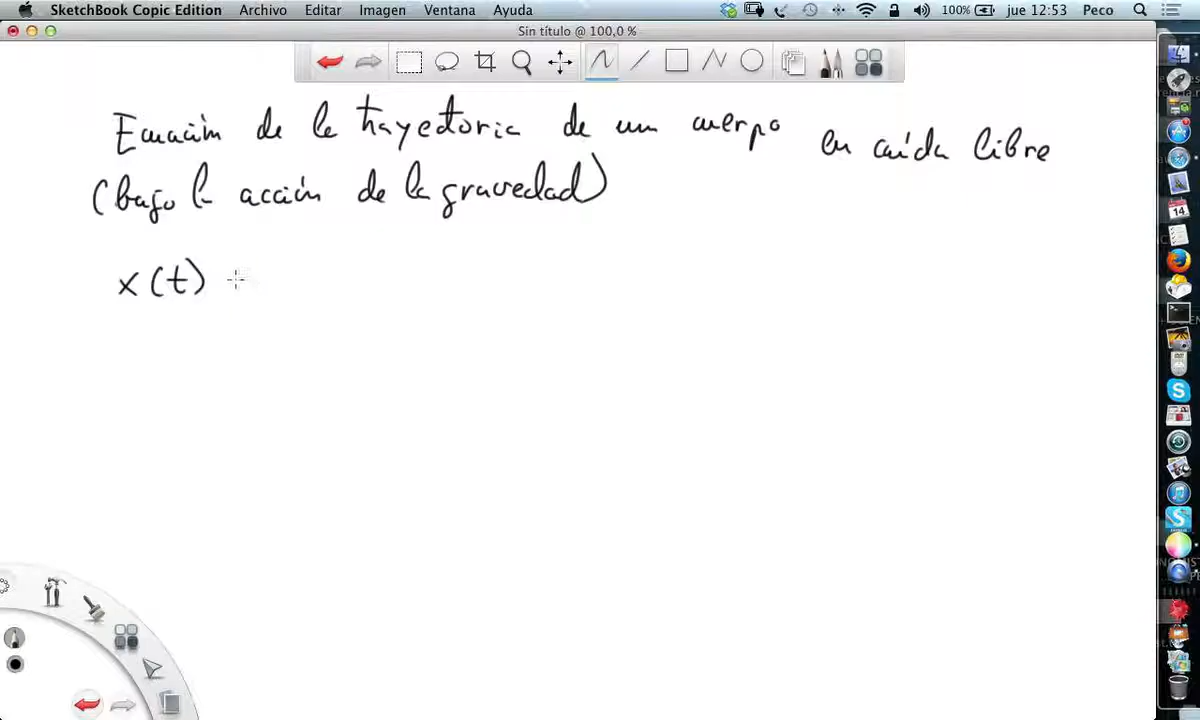 SketchBook Copic Edition Archivo Editar Imagen Ventana Ayuda 100% jue 12:53 Peco
Sin título @ 100,0 %
Ecuación de la trayectoria de un cuerpo en caída libre
(bajo la acción de la gravedad)
x(t)